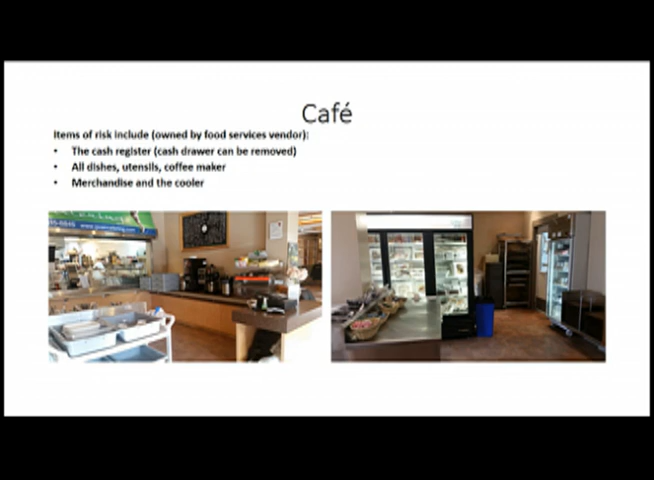 Café
Items of risk include (owned by food services vendor):
• The cash register (cash drawer can be removed)
• All dishes, utensils, coffee maker
• Merchandise and the cooler